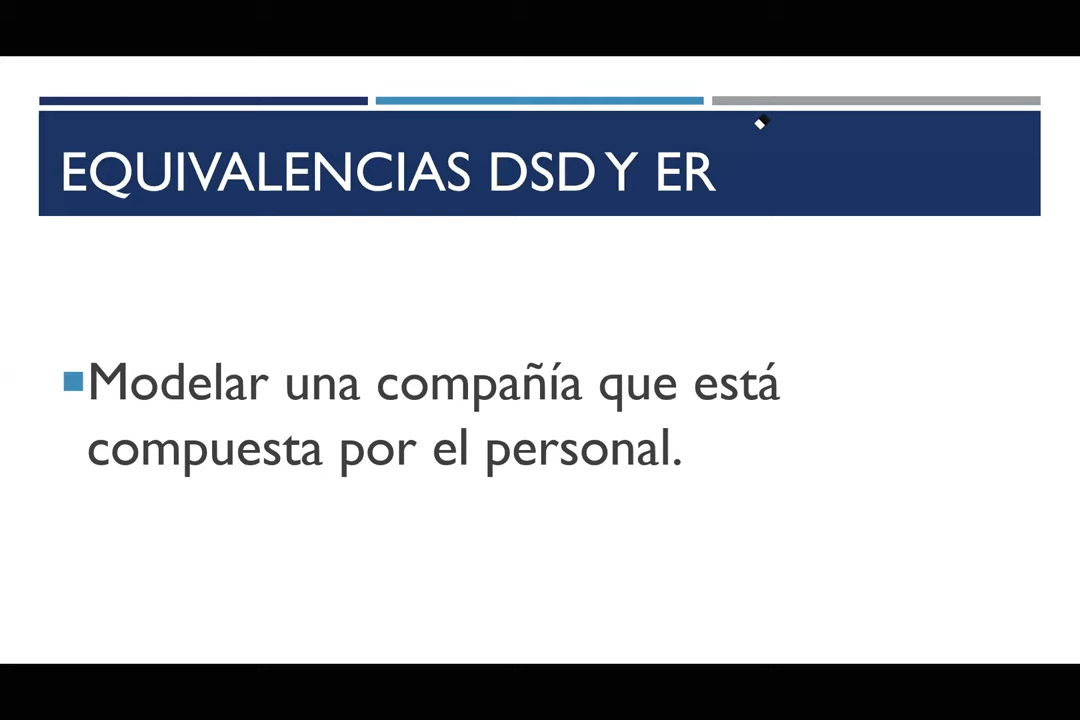 EQUIVALENCIAS DSD Y ER
Modelar una compañía que está
compuesta por el personal.